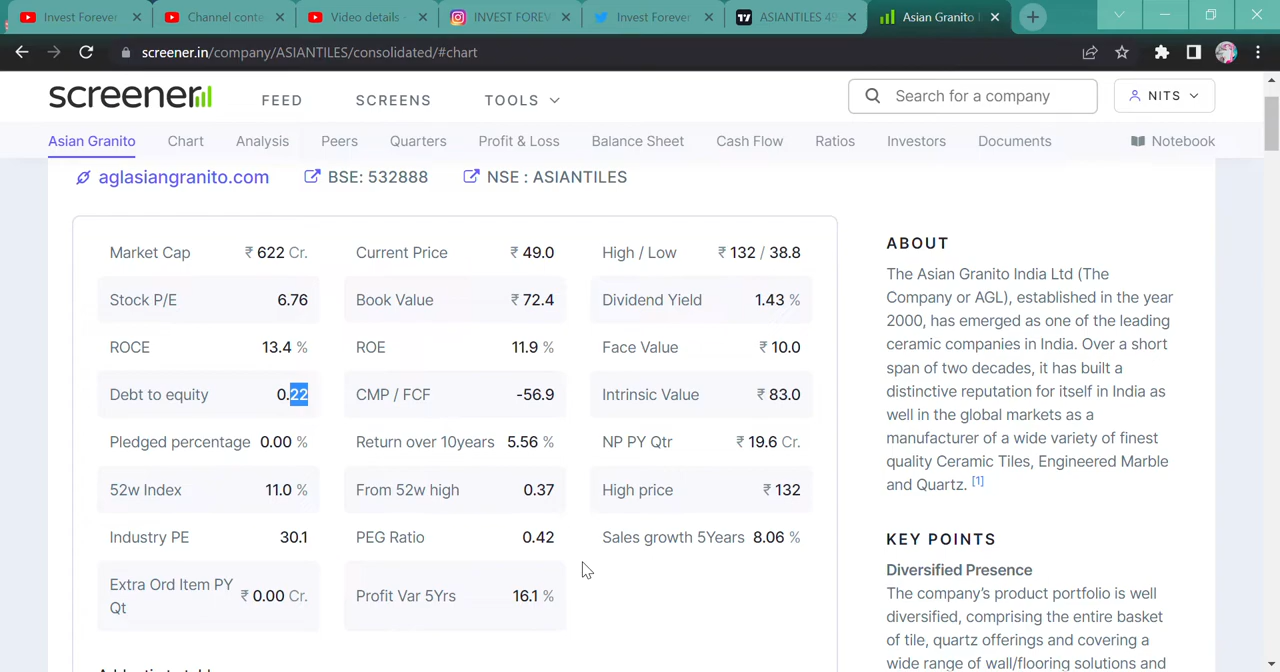 Invest Forever
Channel conte
Video details -
INVEST FOREV
Invest Forever
ASIANTILES 49
Asian Granito I
screener.in/company/ASIANTILES/consolidated/#chart
screener
FEED
SCREENS
TOOLS
Search for a company
NITS
Asian Granito
Chart
Analysis
Peers
Quarters
Profit & Loss
Balance Sheet
Cash Flow
Ratios
Investors
Documents
Notebook
aglasiangranito.com
BSE: 532888
NSE : ASIANTILES
Market Cap ₹ 622 Cr.
Current Price ₹ 49.0
High / Low ₹ 132 / 38.8
Stock P/E 6.76
Book Value ₹ 72.4
Dividend Yield 1.43 %
ROCE 13.4 %
ROE 11.9 %
Face Value ₹ 10.0
Debt to equity 0.22
CMP / FCF -56.9
Intrinsic Value ₹ 83.0
Pledged percentage 0.00 %
Return over 10years 5.56 %
NP PY Qtr ₹ 19.6 Cr.
52w Index 11.0 %
From 52w high 0.37
High price ₹ 132
Industry PE 30.1
PEG Ratio 0.42
Sales growth 5Years 8.06 %
Extra Ord Item PY
Qt ₹ 0.00 Cr.
Profit Var 5Yrs 16.1 %
ABOUT
The Asian Granito India Ltd (The
Company or AGL), established in the year
2000, has emerged as one of the leading
ceramic companies in India. Over a short
span of two decades, it has built a
distinctive reputation for itself in India as
well in the global markets as a
manufacturer of a wide variety of finest
quality Ceramic Tiles, Engineered Marble
and Quartz. [1]
KEY POINTS
Diversified Presence
The company's product portfolio is well
diversified, comprising the entire basket
of tile, quartz offerings and covering a
wide range of wall/flooring solutions and